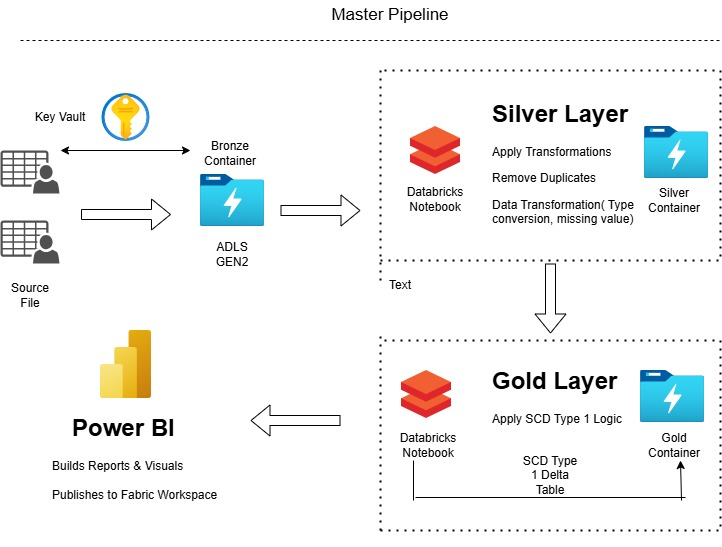 Master Pipeline
Key Vault
Bronze
Container
ADLS
GEN2
Source
File
Silver Layer
Apply Transformations
Remove Duplicates
Data Transformation( Type
conversion, missing value)
Databricks
Notebook
Silver
Container
Text
Gold Layer
Apply SCD Type 1 Logic
Databricks
Notebook
Gold
Container
SCD Type
1 Delta
Table
Power BI
Builds Reports & Visuals
Publishes to Fabric Workspace